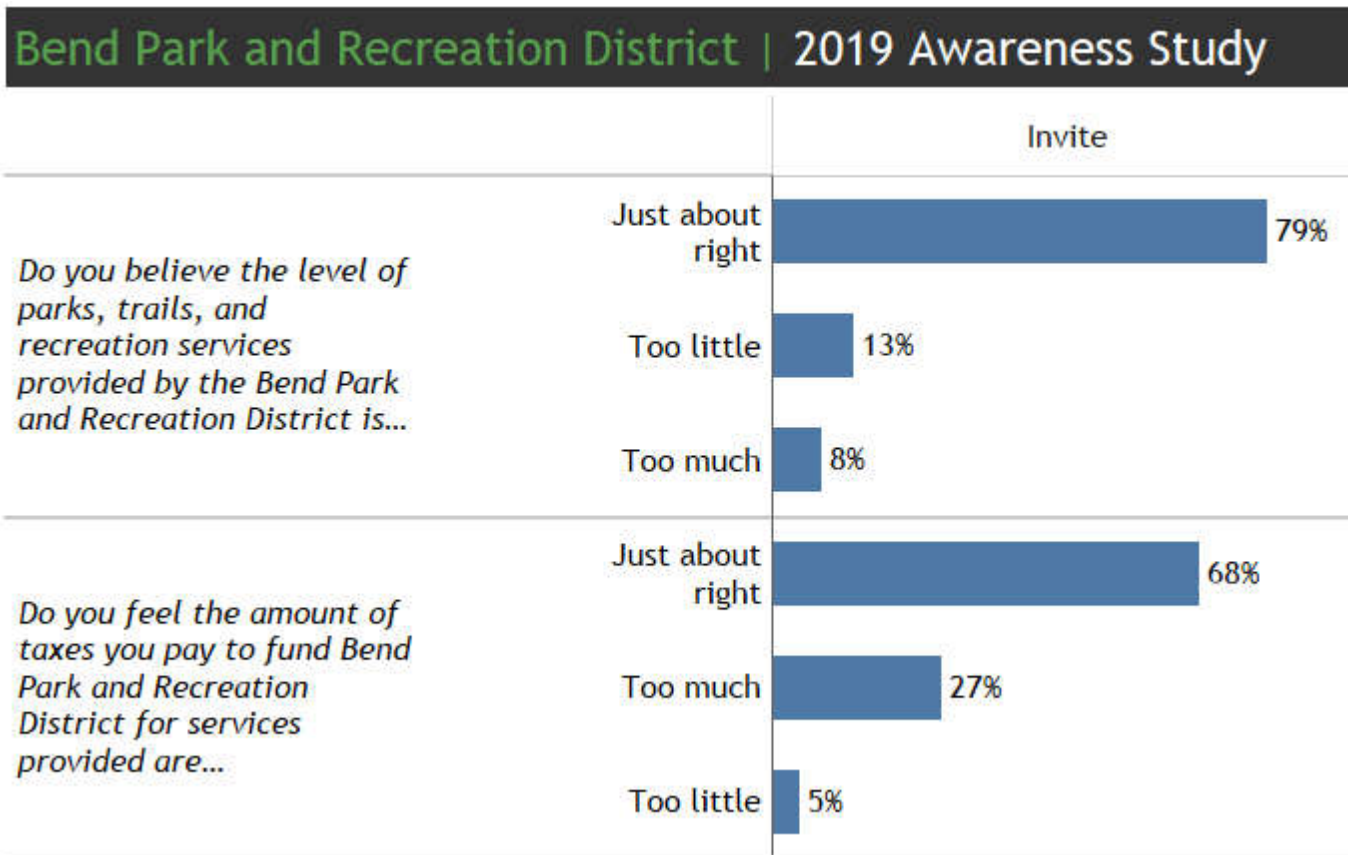 Bend Park and Recreation District | 2019 Awareness Study
Invite
Do you believe the level of
parks, trails, and
recreation services
provided by the Bend Park
and Recreation District is…
Just about
right
79%
Too little
13%
Too much
8%
Do you feel the amount of
taxes you pay to fund Bend
Park and Recreation
District for services
provided are…
Just about
right
68%
Too much
27%
Too little
5%